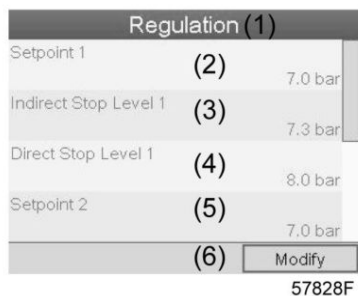 Regulation (1)
Setpoint 1
(2)
7.0 bar
Indirect Stop Level 1
(3)
7.3 bar
Direct Stop Level 1
(4)
8.0 bar
Setpoint 2
(5)
7.0 bar
(6) Modify
57828F